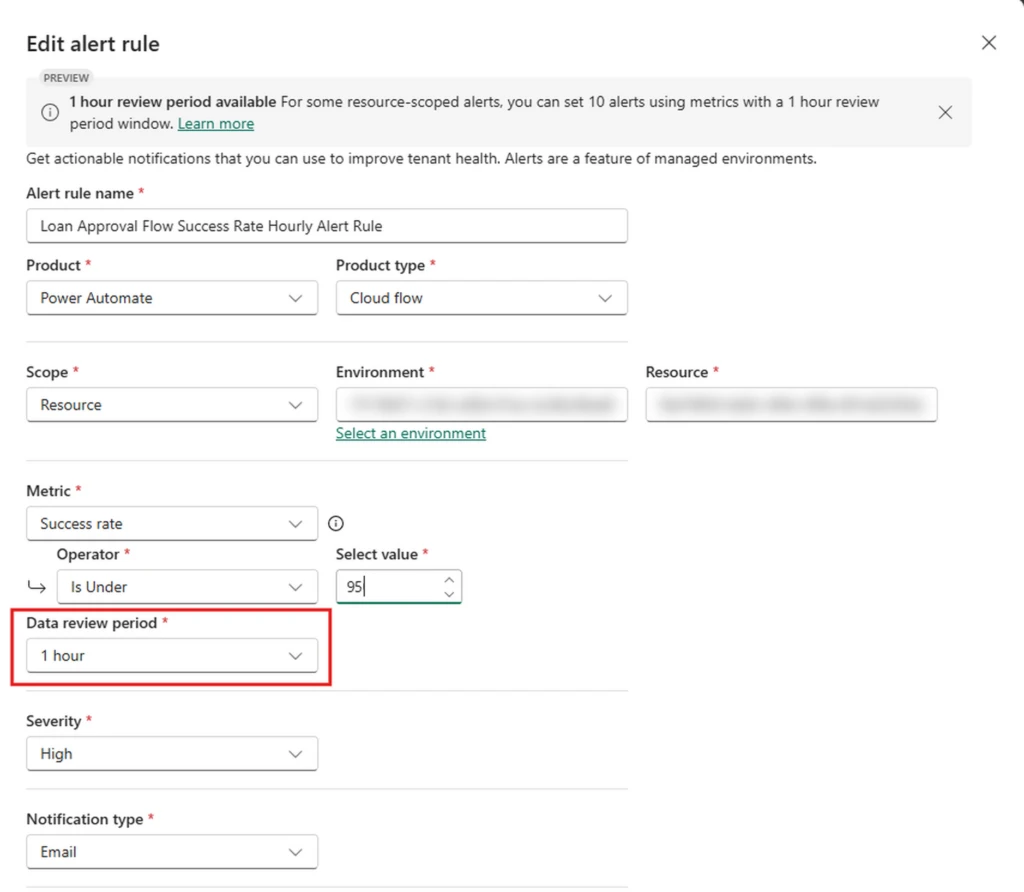 Edit alert rule
PREVIEW
1 hour review period available For some resource-scoped alerts, you can set 10 alerts using metrics with a 1 hour review
period window. Learn more
Get actionable notifications that you can use to improve tenant health. Alerts are a feature of managed environments.
Alert rule name *
Loan Approval Flow Success Rate Hourly Alert Rule
Product * Product type *
Power Automate Cloud flow
Scope * Environment * Resource *
Resource
Select an environment
Metric *
Success rate
Operator * Select value *
Is Under 95
Data review period *
1 hour
Severity *
High
Notification type *
Email